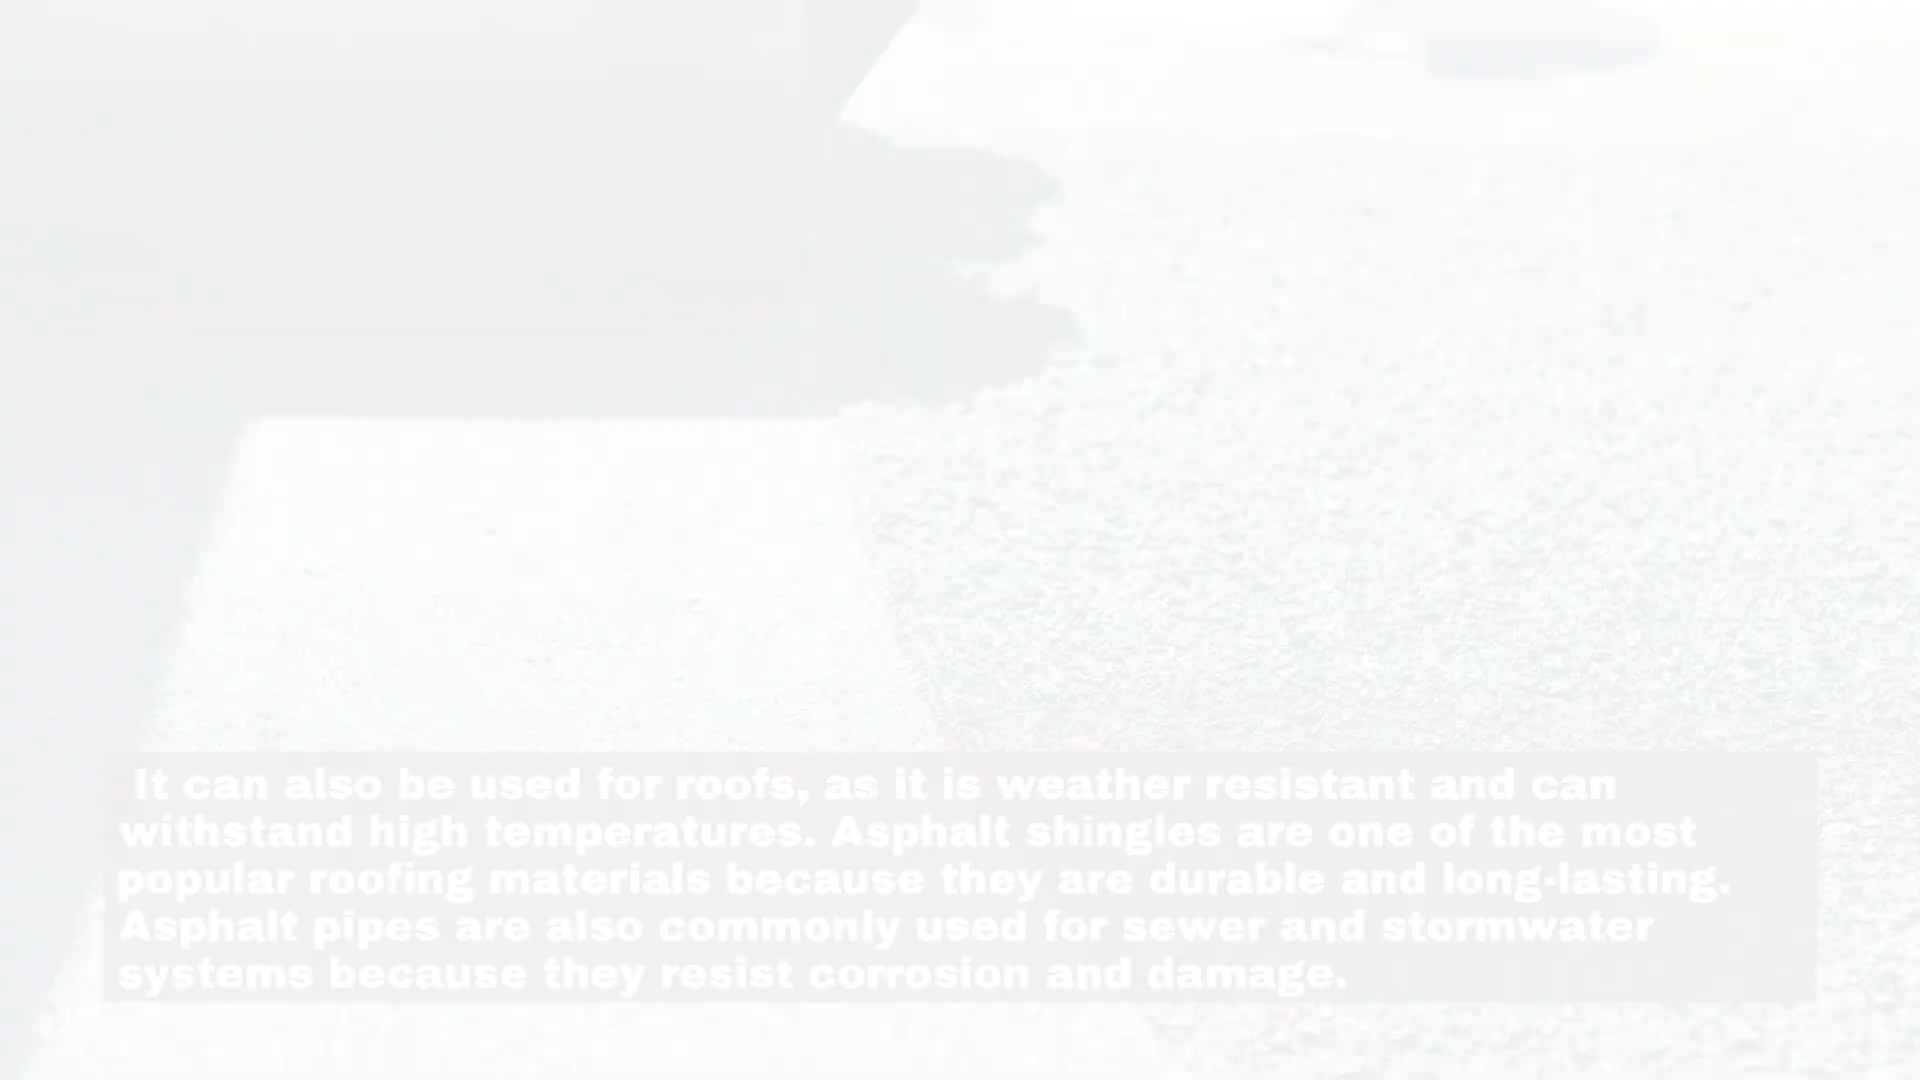 It can also be used for roofs, as it is weather resistant and can
withstand high temperatures. Asphalt shingles are one of the most
popular roofing materials because they are durable and long-lasting.
Asphalt pipes are also commonly used for sewer and stormwater
systems because they resist corrosion and damage.